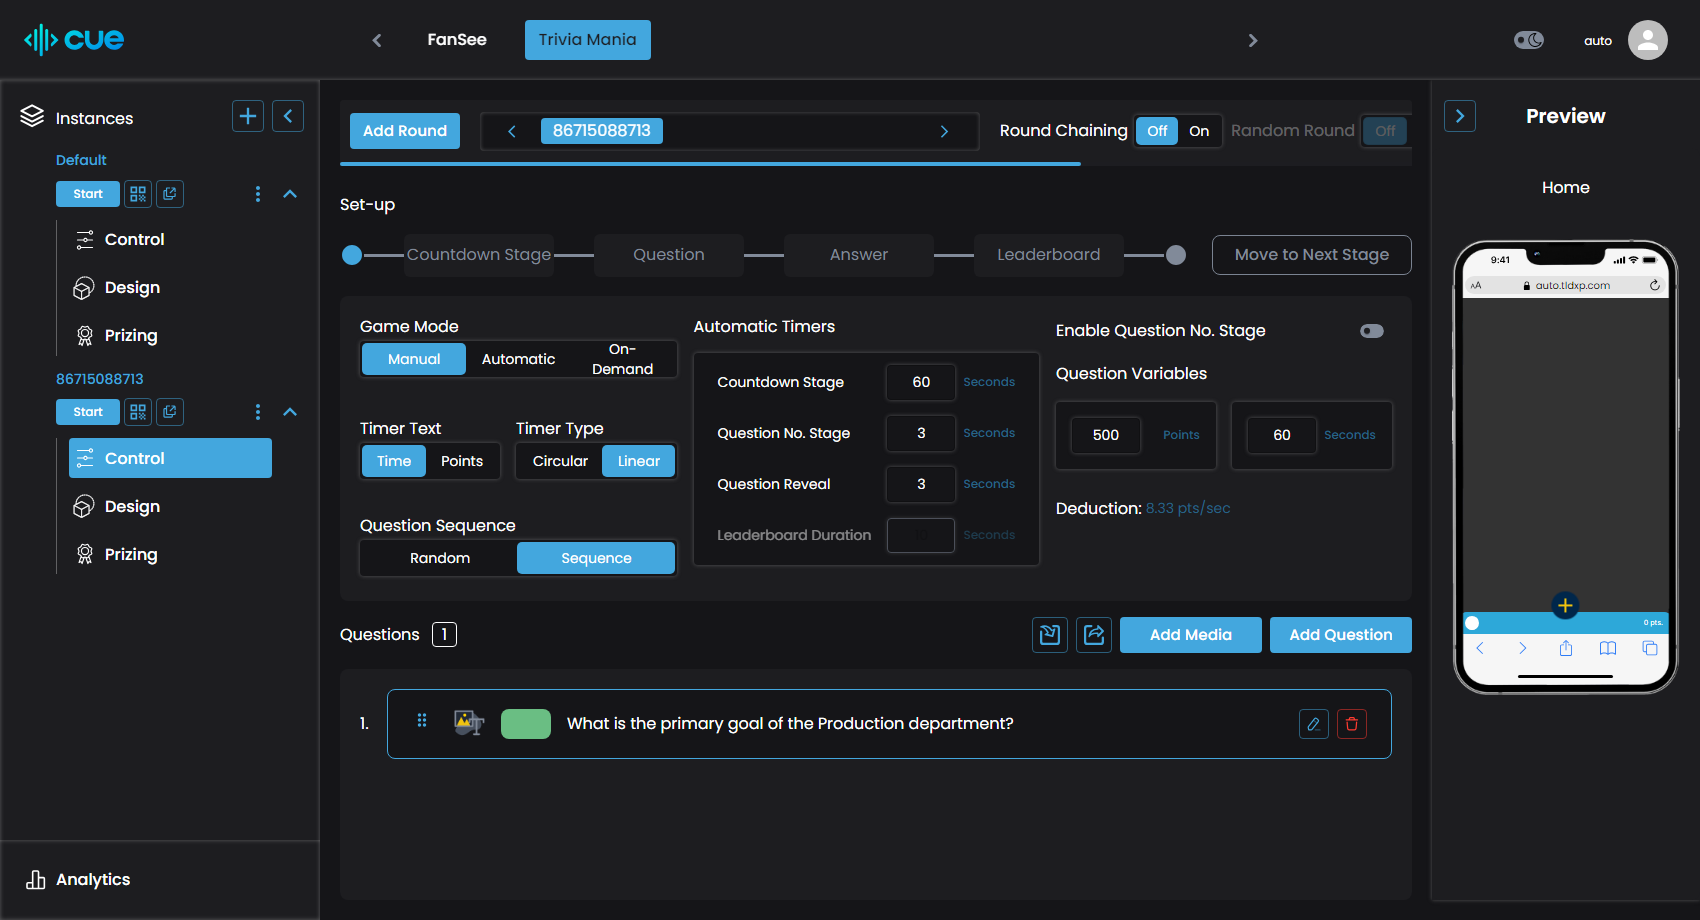 cue
FanSee
Trivia Mania
auto
Instances
Default
Start
Control
Design
Prizing
86715088713
Start
Control
Design
Prizing
Analytics
Add Round
86715088713
Round Chaining
Off
On
Random Round
Off
Set-up
Countdown Stage
Question
Answer
Leaderboard
Move to Next Stage
Game Mode
Manual
Automatic
On-
Demand
Timer Text
Time
Points
Timer Type
Circular
Linear
Question Sequence
Random
Sequence
Automatic Timers
Countdown Stage
60
Seconds
Question No. Stage
3
Seconds
Question Reveal
3
Seconds
Leaderboard Duration
Seconds
Enable Question No. Stage
Question Variables
500
Points
60
Seconds
Deduction: 8.33 pts/sec
Questions
1
Add Media
Add Question
1.
What is the primary goal of the Production department?
Preview
Home
9:41
AA
auto.tldxp.com
0 pts.